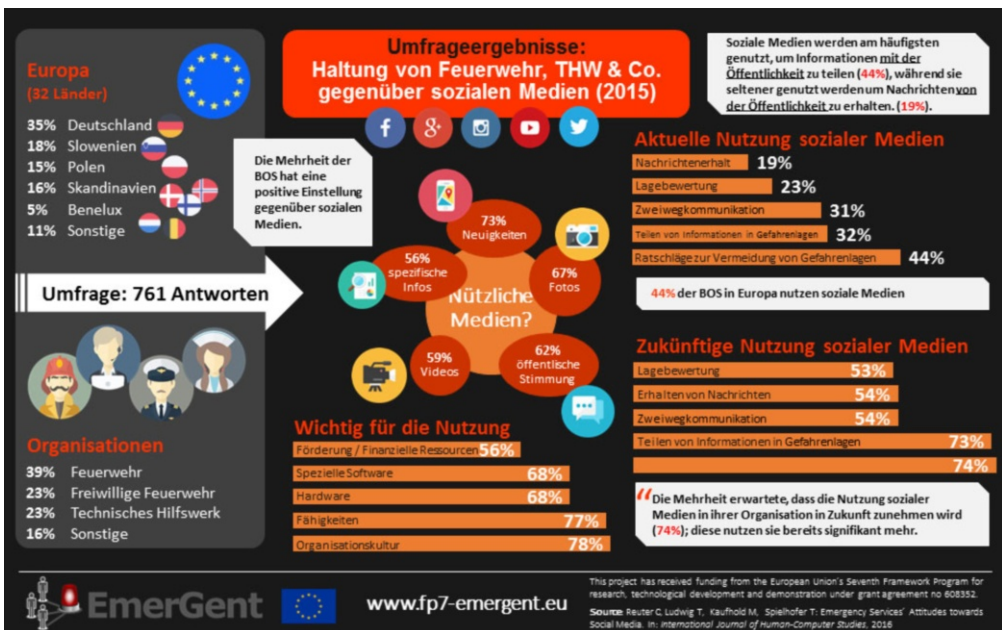 Umfrageergebnisse:
Haltung von Feuerwehr, THW & Co.
gegenüber sozialen Medien (2015)
Europa
(32 Länder)
35% Deutschland
18% Slowenien
15% Polen
16% Skandinavien
5% Benelux
11% Sonstige
Umfrage: 761 Antworten
Organisationen
39% Feuerwehr
23% Freiwillige Feuerwehr
23% Technisches Hilfswerk
16% Sonstige
Die Mehrheit der
BOS hat eine
positive Einstellung
gegenüber sozialen
Medien.
Nützliche
Medien?
73%
Neuigkeiten
67%
Fotos
62%
öffentlische
Stimmung
59%
Videos
56%
spezifische
Infos
Wichtig für die Nutzung
Förderung / Finanzielle Ressourcen 56%
Spezielle Software 68%
Hardware 68%
Fähigkeiten 77%
Organisationskultur 78%
Soziale Medien werden am häufigsten
genutzt, um Informationen mit der
Öffentlichkeit zu teilen (44%), während sie
seltener genutzt werden um Nachrichten von
der Öffentlichkeit zu erhalten. (19%).
Aktuelle Nutzung sozialer Medien
Nachrichtenerhalt 19%
Lagebewertung 23%
Zweiwegkommunikation 31%
Teilen von Informationen in Gefahrenlagen 32%
Ratschläge zur Vermeidung von Gefahrenlagen 44%
44% der BOS in Europa nutzen soziale Medien
Zukünftige Nutzung sozialer Medien
Lagebewertung 53%
Erhalten von Nachrichten 54%
Zweiwegkommunikation 54%
Teilen von Informationen in Gefahrenlagen 73%
74%
“Die Mehrheit erwartete, dass die Nutzung sozialer
Medien in ihrer Organisation in Zukunft zunehmen wird
(74%); diese nutzen sie bereits signifikant mehr.
EmerGent
www.fp7-emergent.eu
This project has received funding from the European Union's Seventh Framework Program for
research, technological development and demonstration under grant agreement no 608352.
Source: Reuter C, Ludwig T, Kaufhold M, Spielhofer T: Emergency Services' Attitudes towards
Social Media. In: International Journal of Human-Computer Studies, 2016